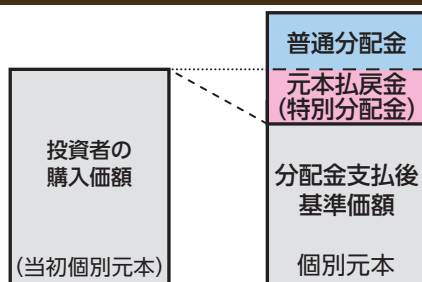 普通分配金
元本払戻金
(特別分配金)
投資者の
購入価額
(当初個別元本)
分配金支払後
基準価額
個別元本